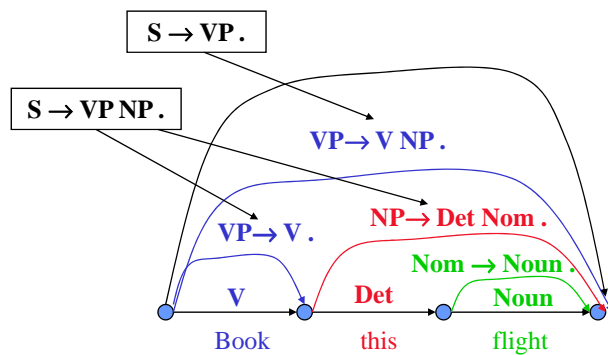 S → VP .
S → VP NP .
VP→ V NP .
NP→ Det Nom .
VP→ V .
Nom → Noun .
V Det Noun
Book this flight